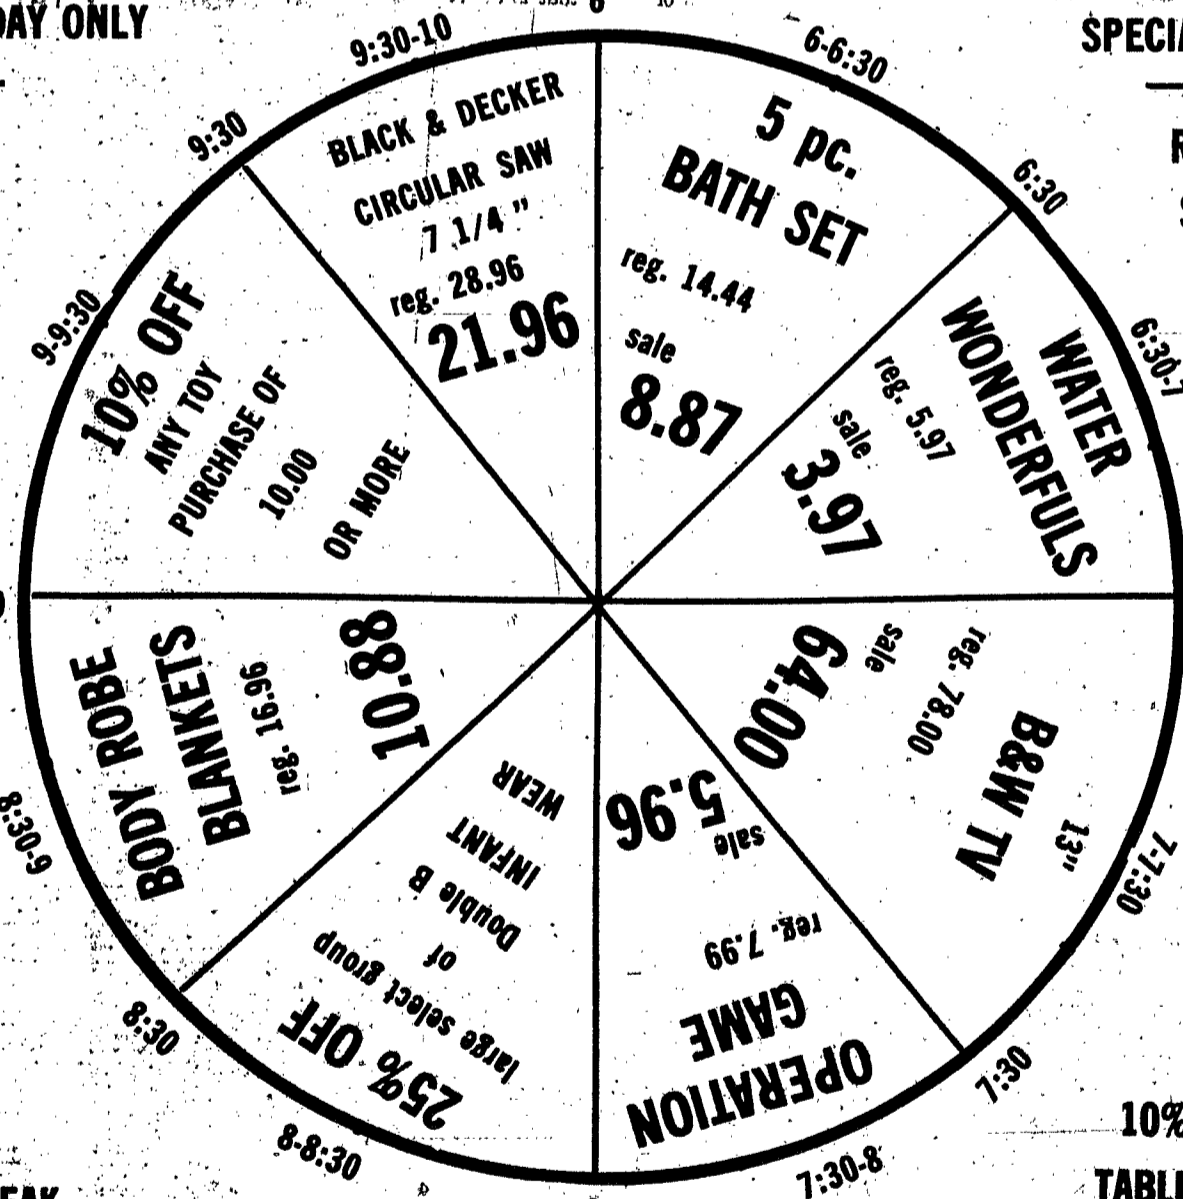 DAY ONLY
6
SPECIA
6-6:30
5 pc.
BATH SET
reg. 14.44
sale
8.87
6:30
6:30-7
WATER
WONDERFULS
reg. 5.97
sale
3.97
7-7:30
13"
B&W TV
reg. 78.00
sale
64.00
7:30
7:30-8
OPERATION
GAME
reg. 7.99
sale
5.96
8-8:30
25% OFF
large select group
of
Double B
INFANT
WEAR
8:30
8:30-9
BODY ROBE
BLANKETS
reg. 16.96
10.88
9-9:30
10% OFF
ANY TOY
PURCHASE OF
10.00
OR MORE
9:30
9:30-10
BLACK & DECKER
CIRCULAR SAW
7 1/4 "
reg. 28.96
21.96
10%
TABLE